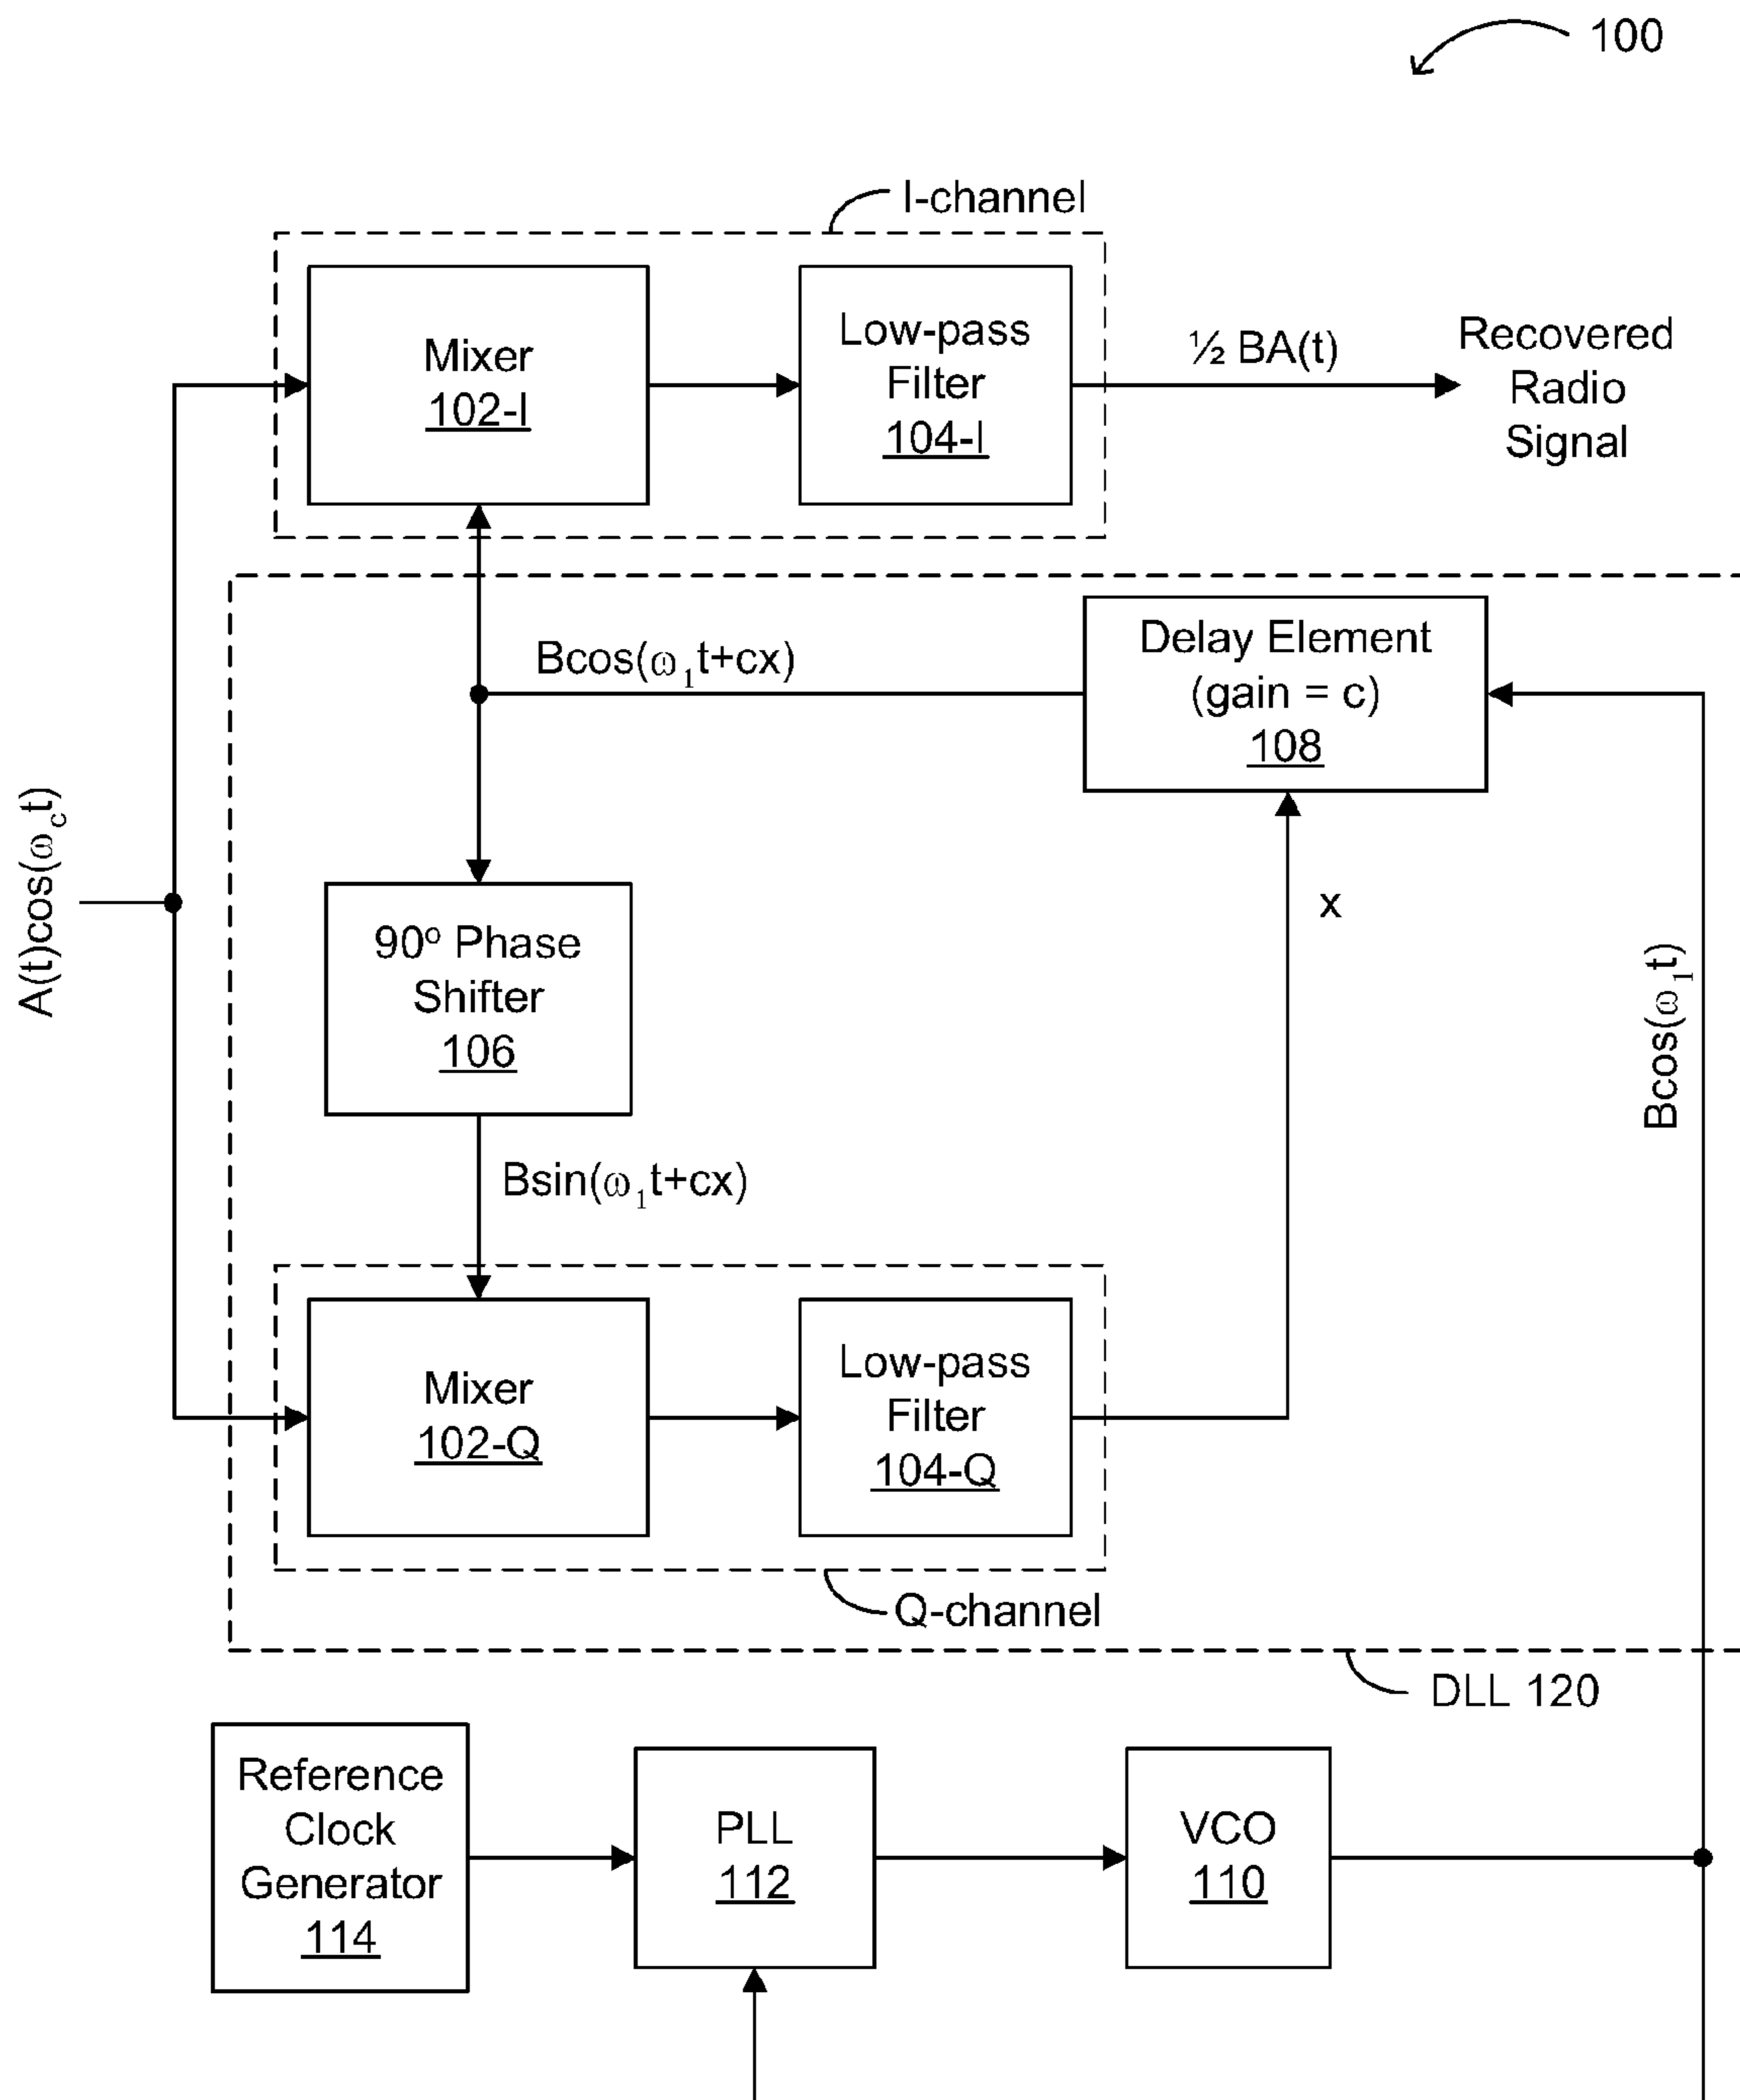 100
I-channel
Mixer
102-I
Low-pass
Filter
104-I
½ BA(t)
Recovered
Radio
Signal
Bcos(ω₁t+cx)
Delay Element
(gain = c)
108
A(t)cos(ω_c t)
90° Phase
Shifter
106
x
Bcos(ω₁t)
Bsin(ω₁t+cx)
Mixer
102-Q
Low-pass
Filter
104-Q
Q-channel
DLL 120
Reference
Clock
Generator
114
PLL
112
VCO
110